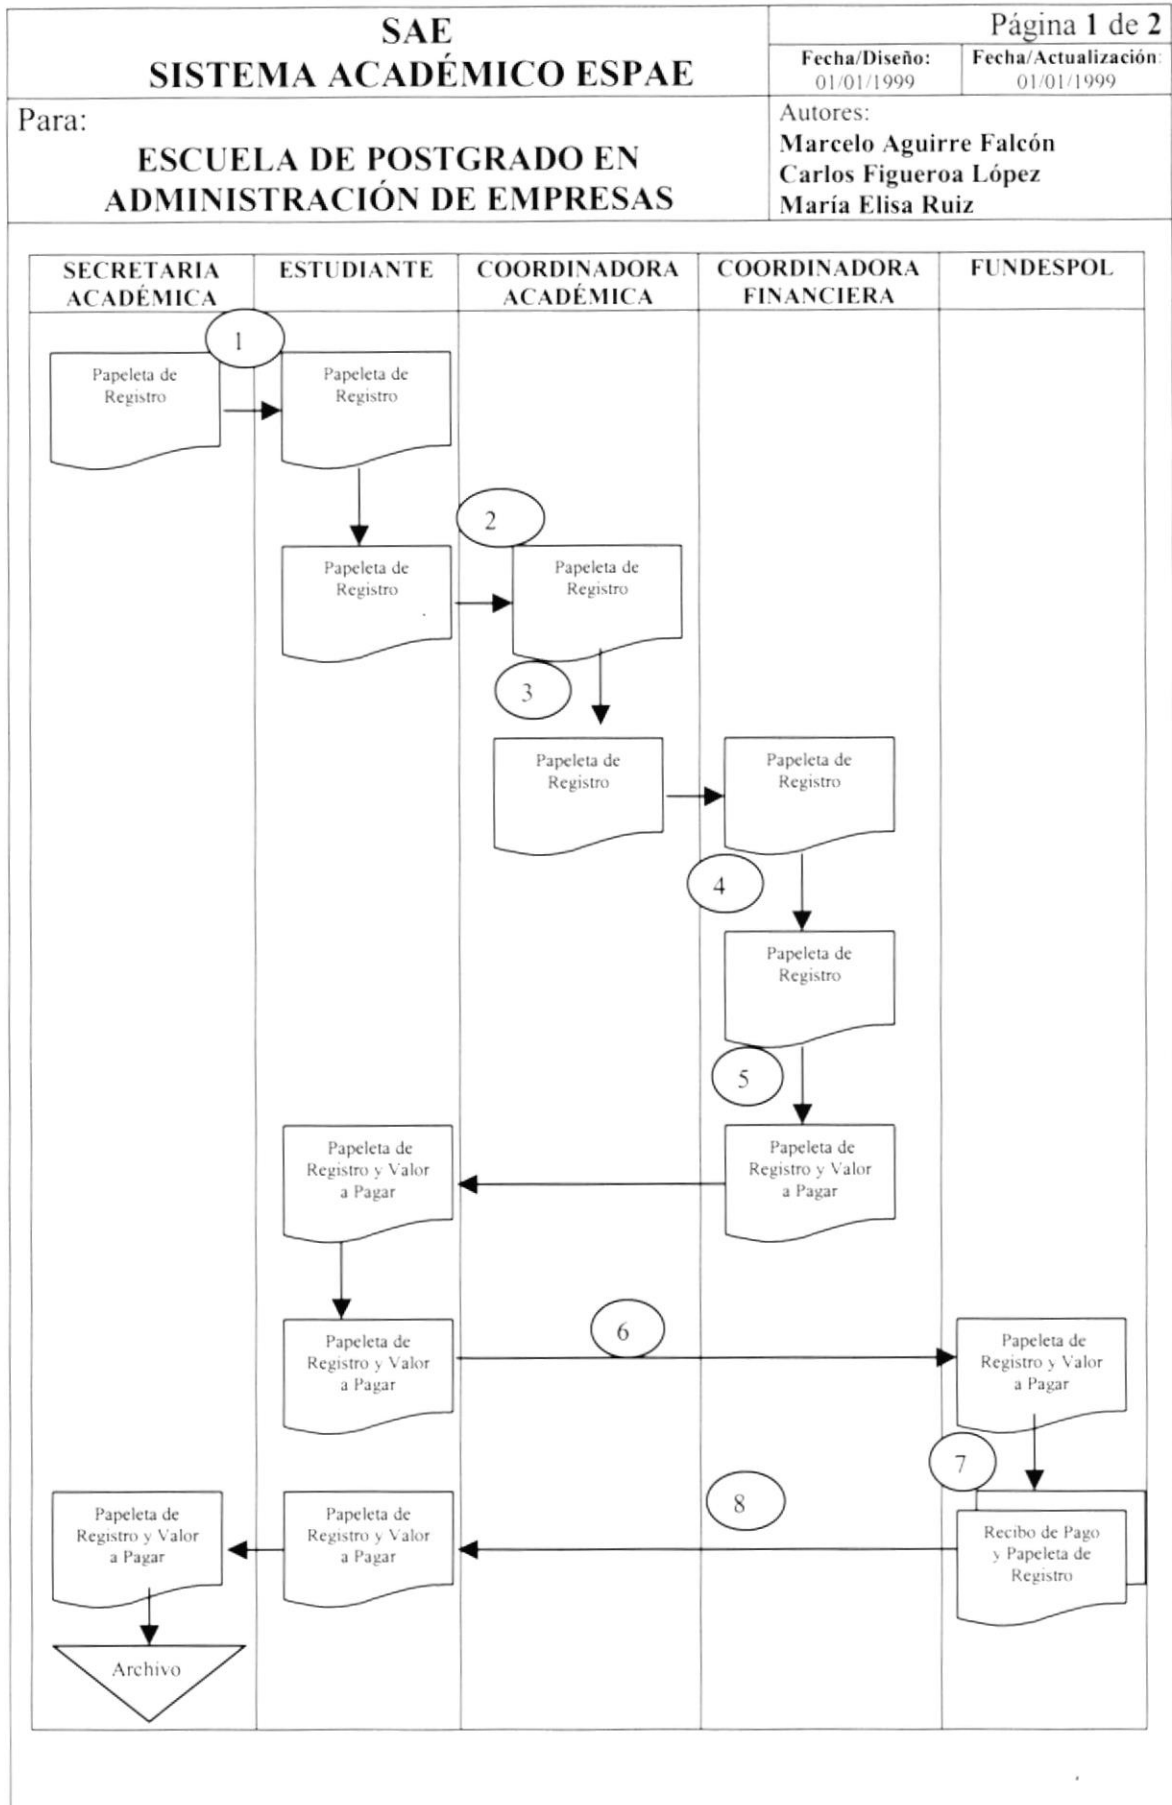 SAE
SISTEMA ACADÉMICO ESPAE
Página 1 de 2
Fecha/Diseño:
01/01/1999
Fecha/Actualización:
01/01/1999
Para:
ESCUELA DE POSTGRADO EN
ADMINISTRACIÓN DE EMPRESAS
Autores:
Marcelo Aguirre Falcón
Carlos Figueroa López
María Elisa Ruiz
SECRETARIA
ACADÉMICA
ESTUDIANTE
COORDINADORA
ACADÉMICA
COORDINADORA
FINANCIERA
FUNDESPOL
1
Papeleta de
Registro
Papeleta de
Registro
2
Papeleta de
Registro
Papeleta de
Registro
3
Papeleta de
Registro
Papeleta de
Registro
4
Papeleta de
Registro
5
Papeleta de
Registro y Valor
a Pagar
Papeleta de
Registro y Valor
a Pagar
6
Papeleta de
Registro y Valor
a Pagar
Papeleta de
Registro y Valor
a Pagar
7
8
Papeleta de
Registro y Valor
a Pagar
Papeleta de
Registro y Valor
a Pagar
Recibo de Pago
y Papeleta de
Registro
Archivo